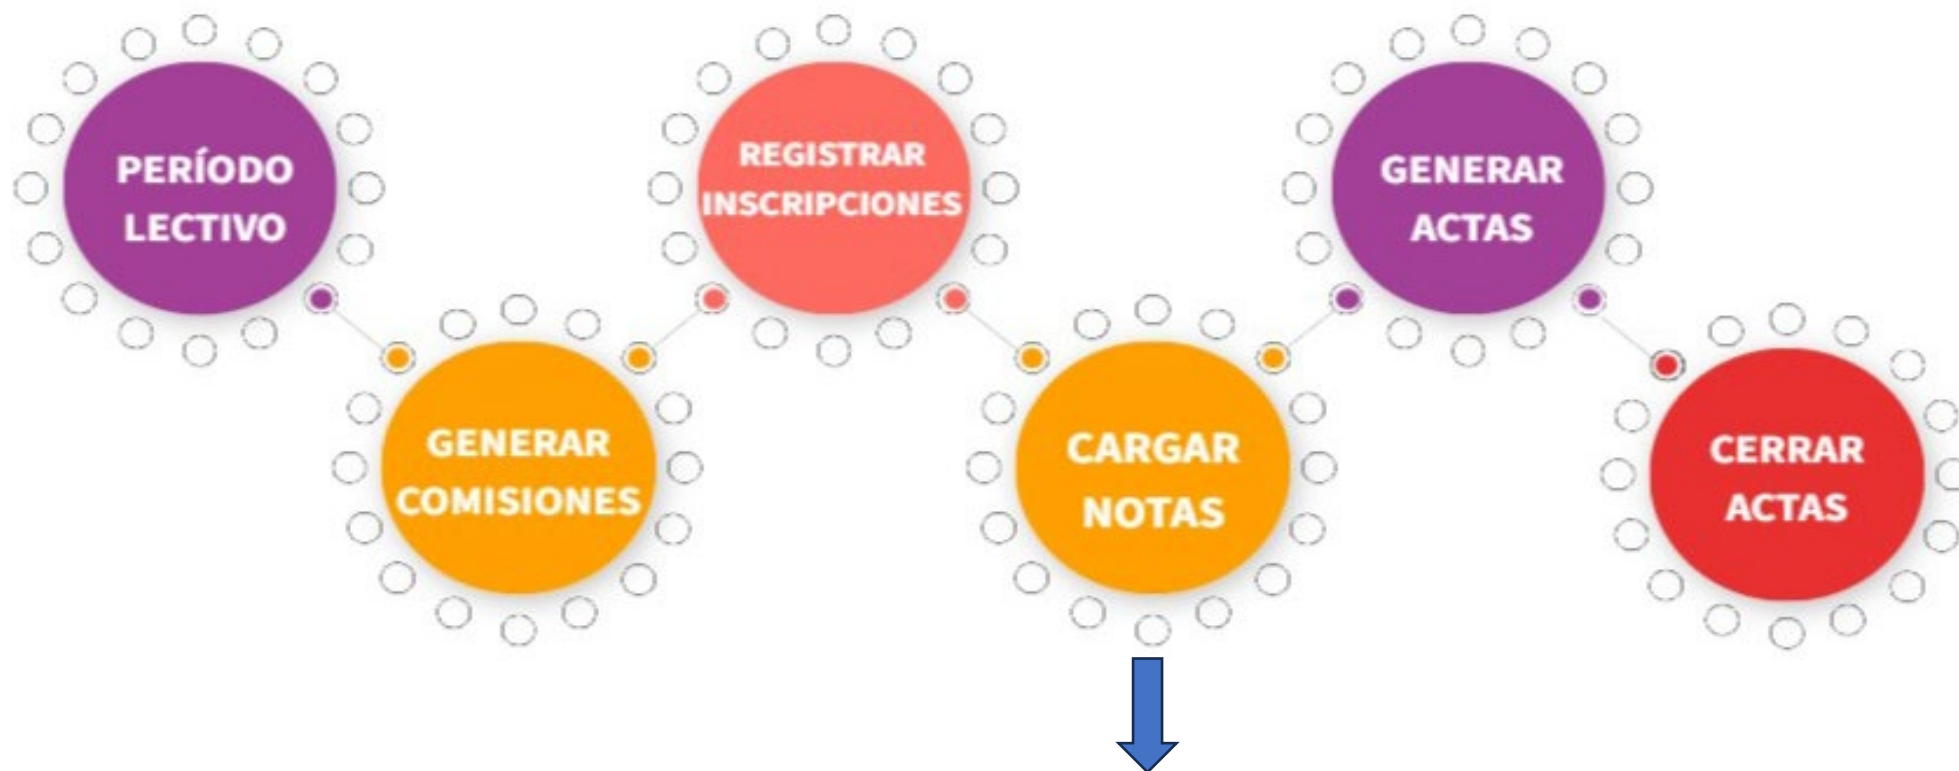 PERÍODO
LECTIVO
GENERAR
COMISIONES
REGISTRAR
INSCRIPCIONES
CARGAR
NOTAS
GENERAR
ACTAS
CERRAR
ACTAS